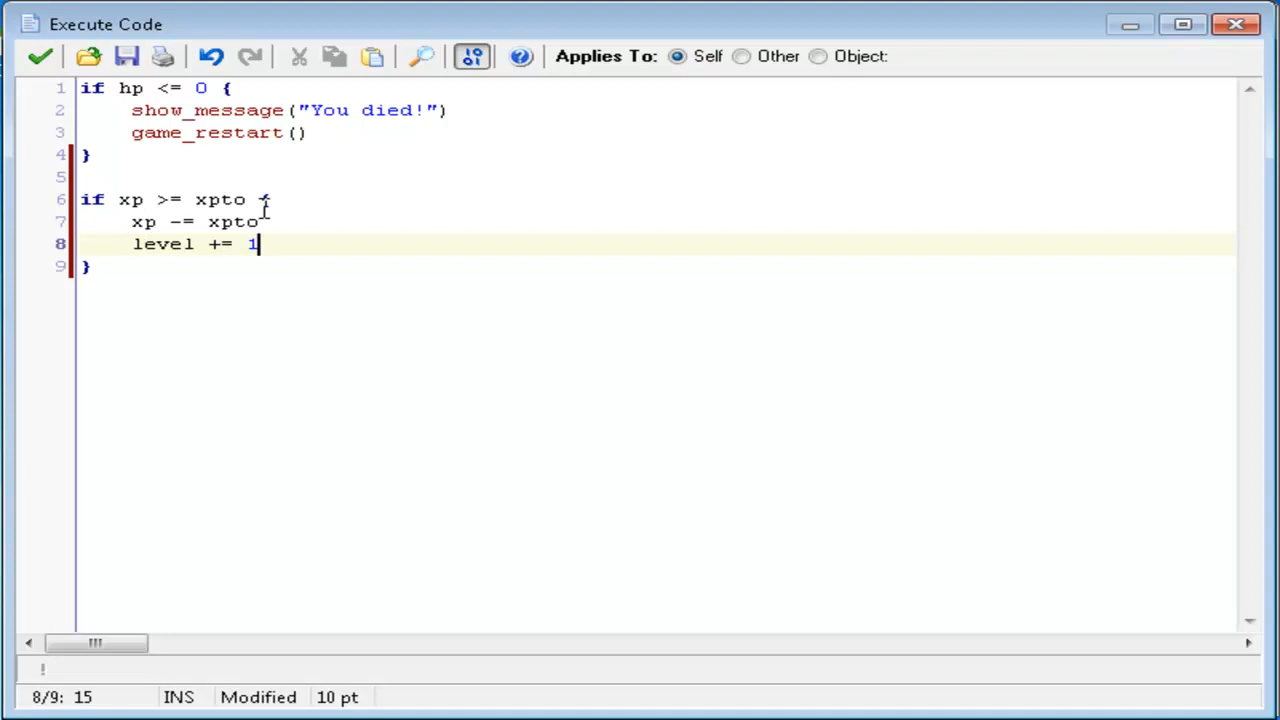 Execute Code
Applies To: Self Other Object:
1 if hp <= 0 {
2 show_message("You died!")
3 game_restart()
4 }
5
6 if xp >= xpto {
7 xp -= xpto
8 level += 1
9 }
!
8/9: 15 INS Modified 10 pt